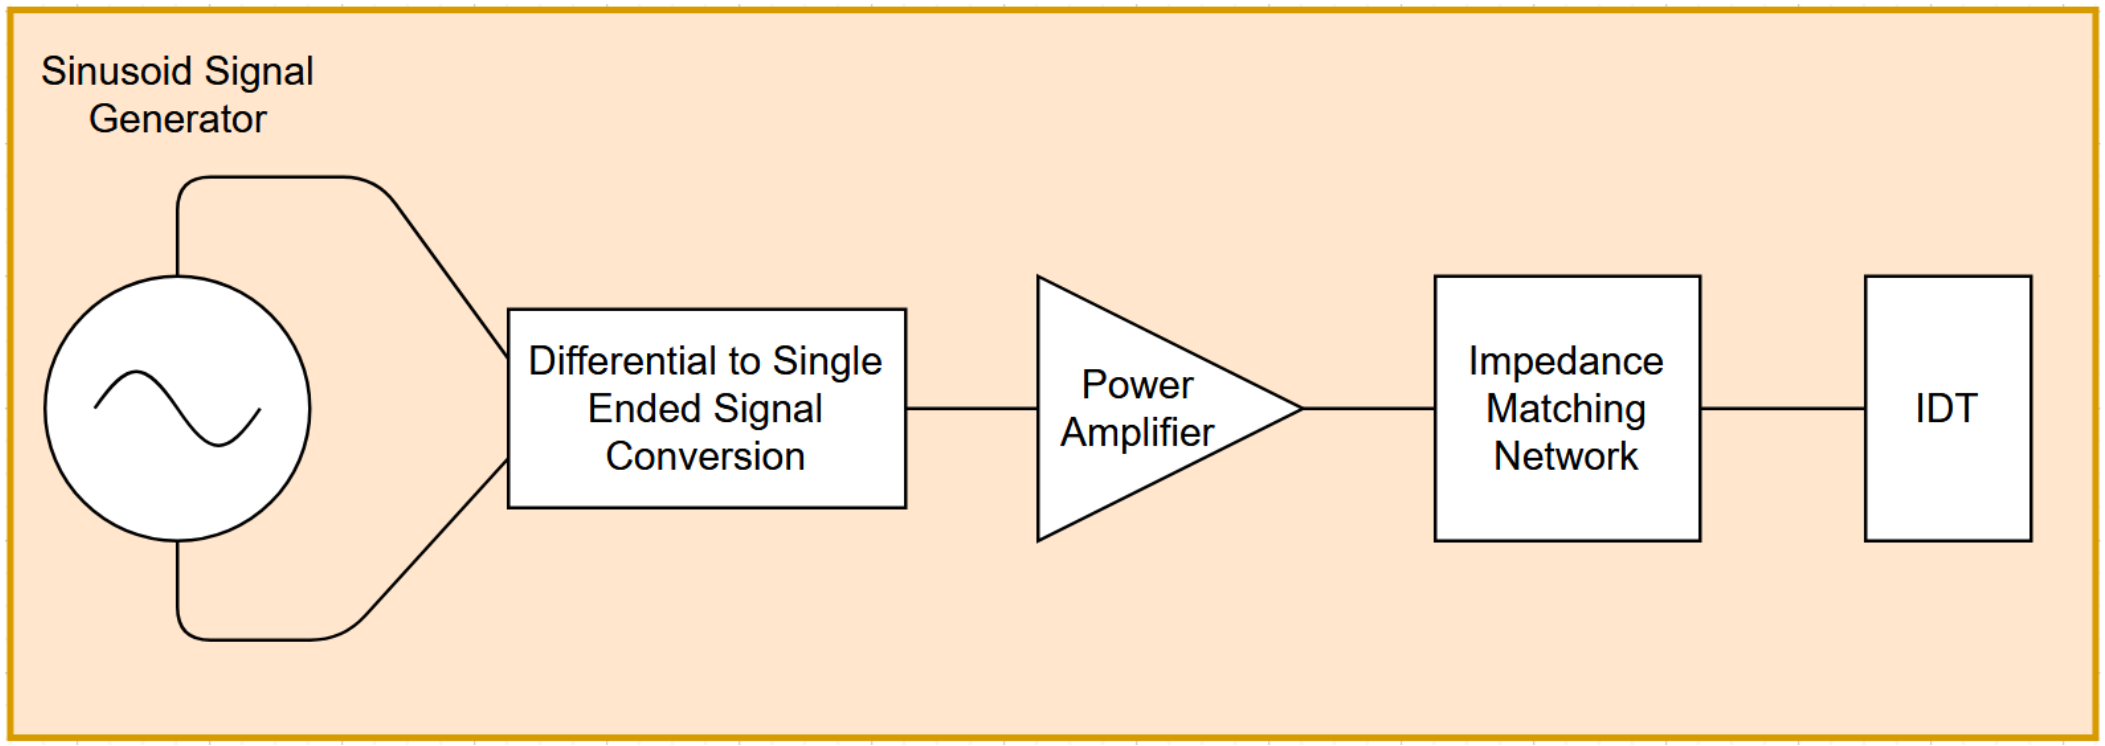 Sinusoid Signal
Generator
Differential to Single
Ended Signal
Conversion
Power
Amplifier
Impedance
Matching
Network
IDT